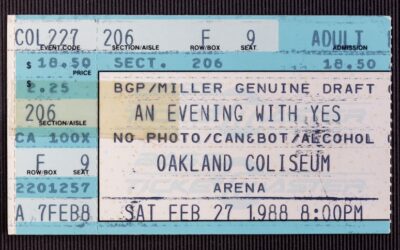 COL227 206 F 9 ADULT
EVENT CODE SECTION/AISLE ROW/BOX SEAT ADMISSION
$ 18.50 SECT. 206 18.50
PRICE
$ 2.25 BGP/MILLER GENUINE DRAFT
206 AN EVENING WITH YES
SECTION/AISLE
CA 100X NO PHOTO/CAN&BOT/ALCOHOL
F 9 OAKLAND COLISEUM
ROW/BOX SEAT
2201257 ARENA
A 7FEB8 SAT FEB 27 1988 8:00PM